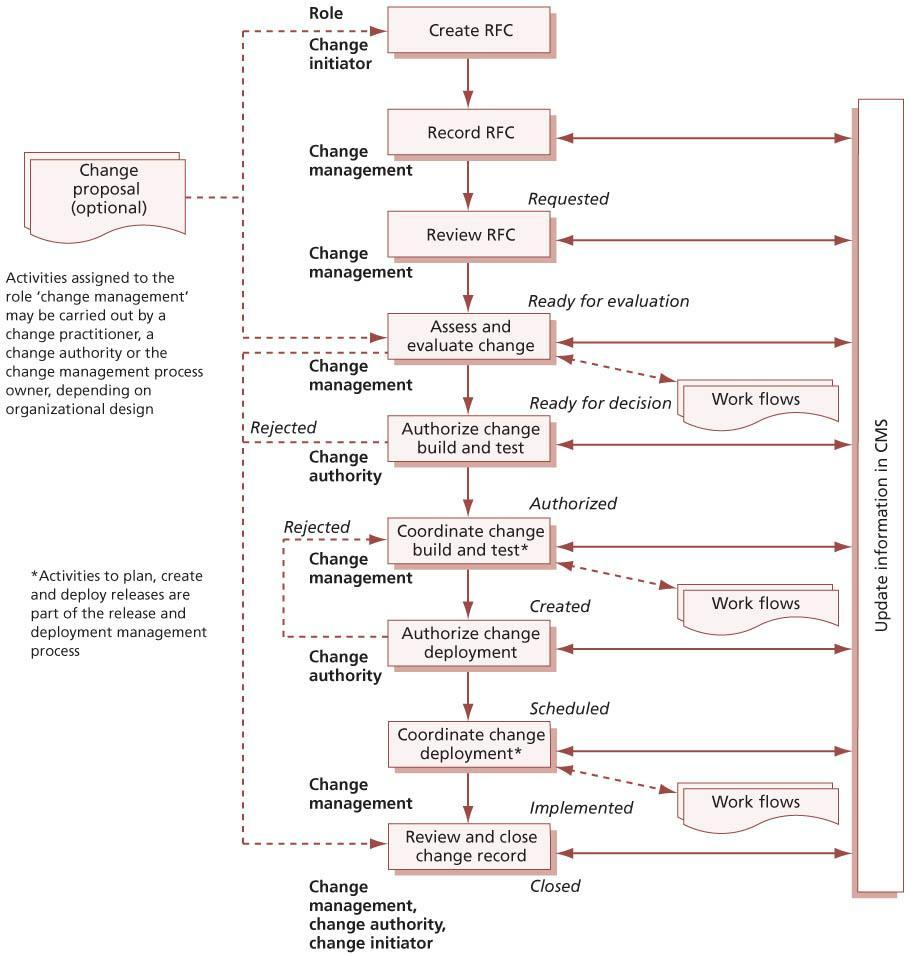 Role
Change
initiator
Create RFC
Record RFC
Change
management
Requested
Change
proposal
(optional)
Review RFC
Change
management
Activities assigned to the
role ‘change management’
may be carried out by a
change practitioner, a
change authority or the
change management process
owner, depending on
organizational design
Ready for evaluation
Assess and
evaluate change
Change
management
Work flows
Ready for decision
Rejected
Authorize change
build and test
Change
authority
Authorized
Rejected
Coordinate change
build and test*
Change
management
Work flows
*Activities to plan, create
and deploy releases are
part of the release and
deployment management
process
Created
Authorize change
deployment
Change
authority
Scheduled
Coordinate change
deployment*
Change
management
Work flows
Implemented
Review and close
change record
Closed
Change
management,
change authority,
change initiator
Update information in CMS